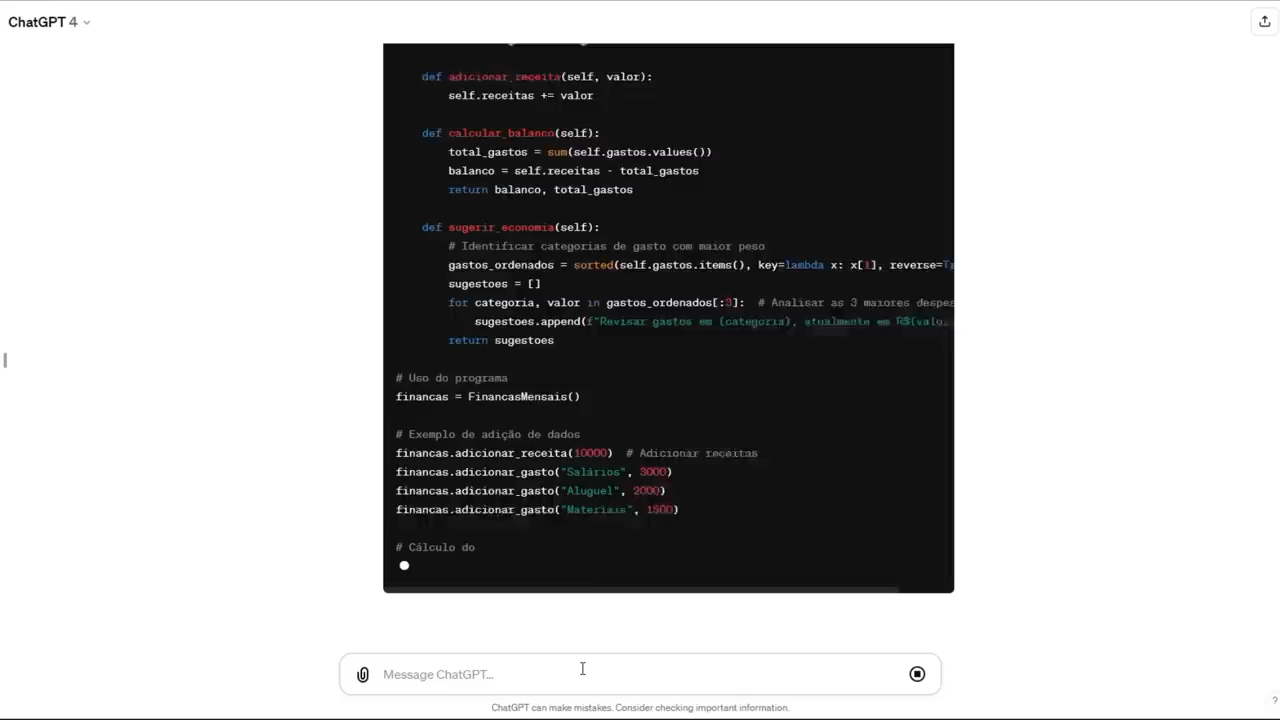 ChatGPT 4
def adicionar_receita(self, valor):
self.receitas += valor
def calcular_balanco(self):
total_gastos = sum(self.gastos.values())
balanco = self.receitas - total_gastos
return balanco, total_gastos
def sugerir_economia(self):
# Identificar categorias de gasto com maior peso
gastos_ordenados = sorted(self.gastos.items(), key=lambda x: x[1], reverse=Tr
sugestoes = []
for categoria, valor in gastos_ordenados[:3]: # Analisar as 3 maiores despes
sugestoes.append(f"Revisar gastos em {categoria}, atualmente em R${valo
return sugestoes
# Uso do programa
financas = FinancasMensais()
# Exemplo de adição de dados
financas.adicionar_receita(10000) # Adicionar receitas
financas.adicionar_gasto("Salários", 3000)
financas.adicionar_gasto("Aluguel", 2000)
financas.adicionar_gasto("Materiais", 1500)
# Cálculo do
Message ChatGPT...
ChatGPT can make mistakes. Consider checking important information.
?